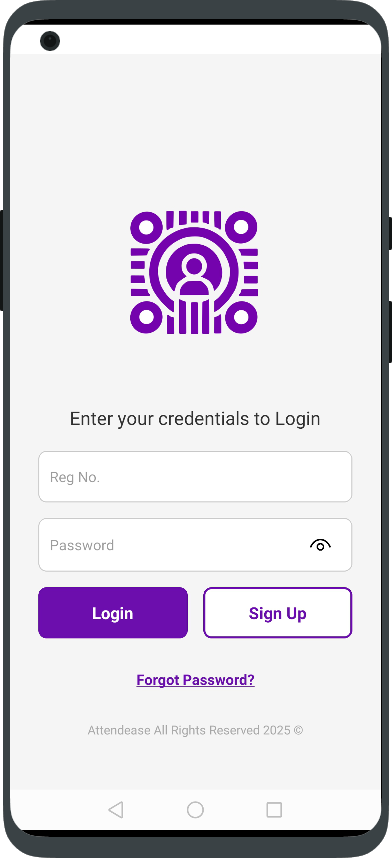 Enter your credentials to Login
Reg No.
Password
Login
Sign Up
Forgot Password?
Attendease All Rights Reserved 2025 ©